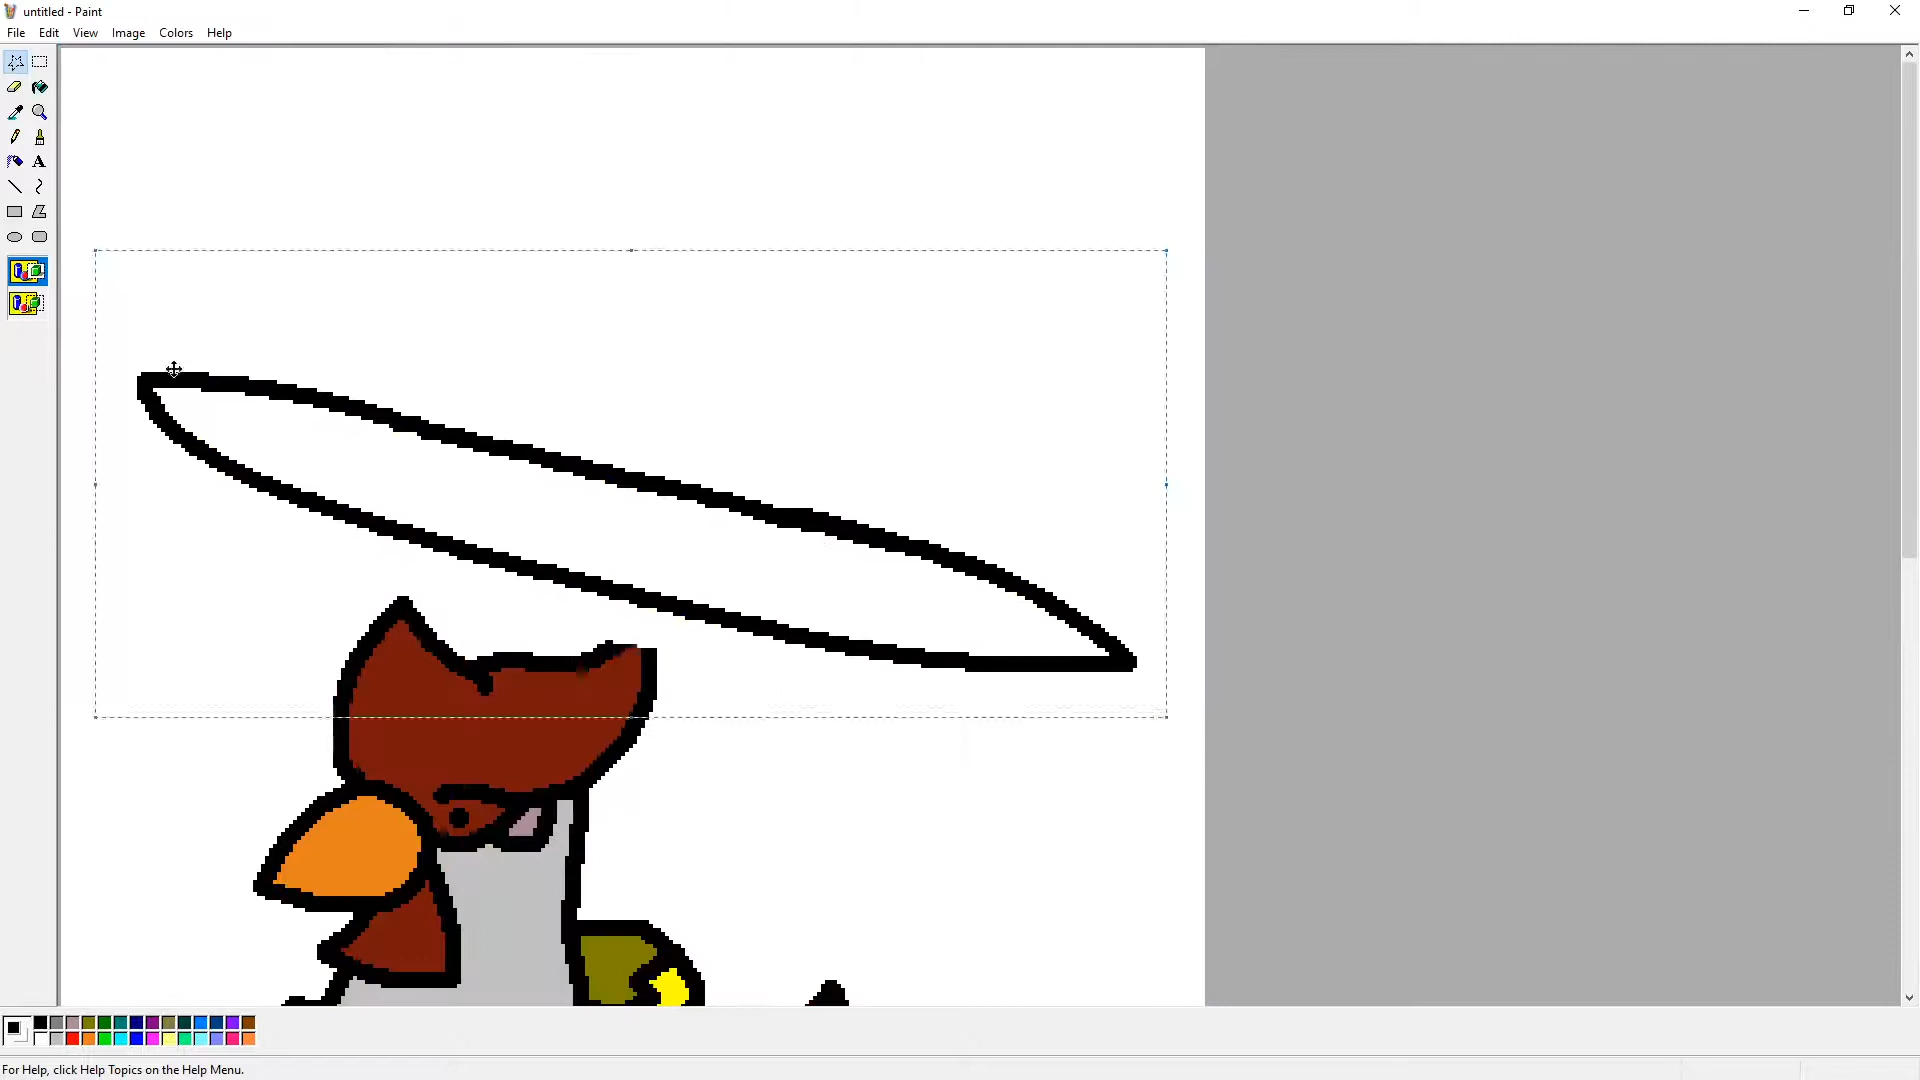 untitled - Paint
File Edit View Image Colors Help
A
For Help, click Help Topics on the Help Menu.